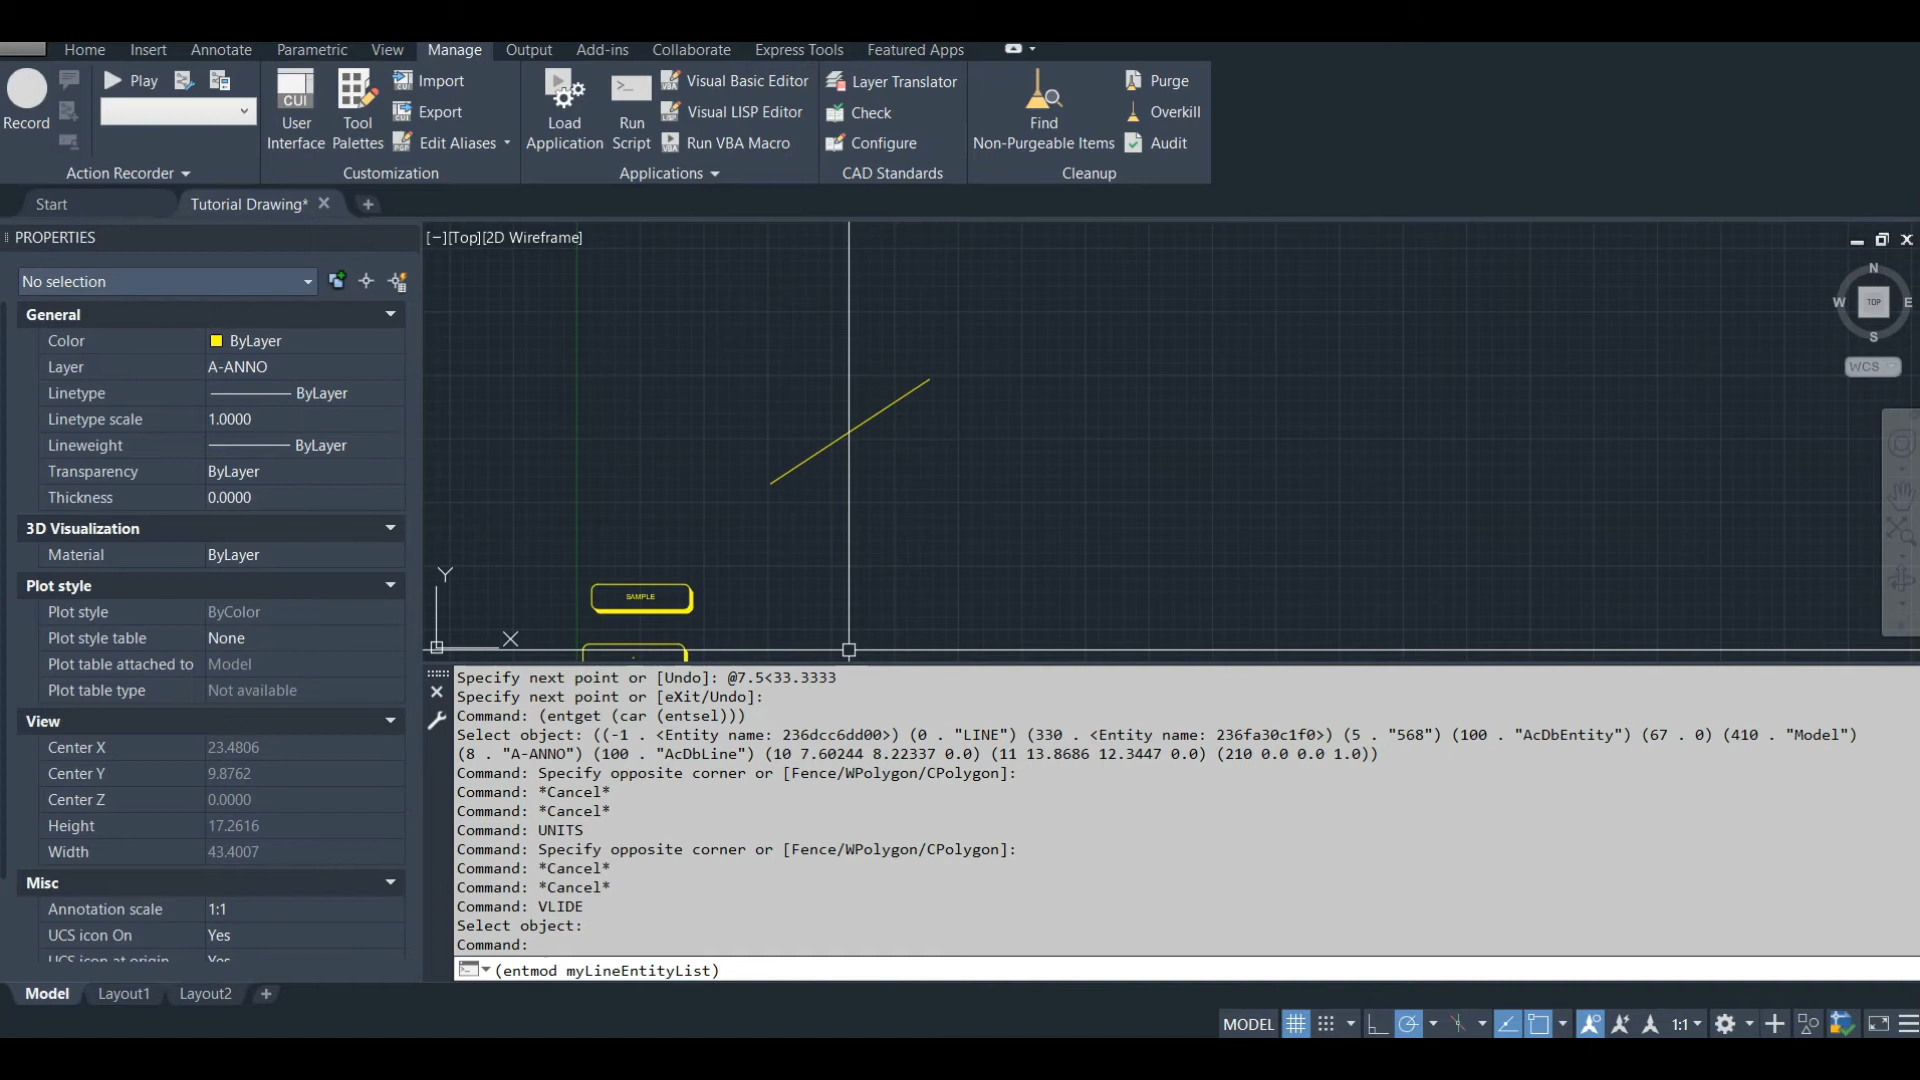 Home Insert Annotate Parametric View Manage Output Add-ins Collaborate Express Tools Featured Apps
Record
Play
CUI
User
Interface
Tool
Palettes
Import
Export
Edit Aliases
Load
Application
Run
Script
Visual Basic Editor
Visual LISP Editor
Run VBA Macro
Layer Translator
Check
Configure
Find
Non-Purgeable Items
Purge
Overkill
Audit
Action Recorder Customization Applications CAD Standards Cleanup
Start Tutorial Drawing*
PROPERTIES
No selection
General
Color ByLayer
Layer A-ANNO
Linetype ByLayer
Linetype scale 1.0000
Lineweight ByLayer
Transparency ByLayer
Thickness 0.0000
3D Visualization
Material ByLayer
Plot style
Plot style ByColor
Plot style table None
Plot table attached to Model
Plot table type Not available
View
Center X 23.4806
Center Y 9.8762
Center Z 0.0000
Height 17.2616
Width 43.4007
Misc
Annotation scale 1:1
UCS icon On Yes
UCS icon at origin Yes
[−][Top][2D Wireframe]
N
W TOP E
S
WCS
SAMPLE
Y
X
Specify next point or [Undo]: @7.5<33.3333
Specify next point or [eXit/Undo]:
Command: (entget (car (entsel)))
Select object: ((-1 . <Entity name: 236dcc6dd00>) (0 . "LINE") (330 . <Entity name: 236fa30c1f0>) (5 . "568") (100 . "AcDbEntity") (67 . 0) (410 . "Model")
(8 . "A-ANNO") (100 . "AcDbLine") (10 7.60244 8.22337 0.0) (11 13.8686 12.3447 0.0) (210 0.0 0.0 1.0))
Command: Specify opposite corner or [Fence/WPolygon/CPolygon]:
Command: *Cancel*
Command: *Cancel*
Command: UNITS
Command: Specify opposite corner or [Fence/WPolygon/CPolygon]:
Command: *Cancel*
Command: *Cancel*
Command: VLIDE
Select object:
Command:
(entmod myLineEntityList)
Model Layout1 Layout2
MODEL 1:1